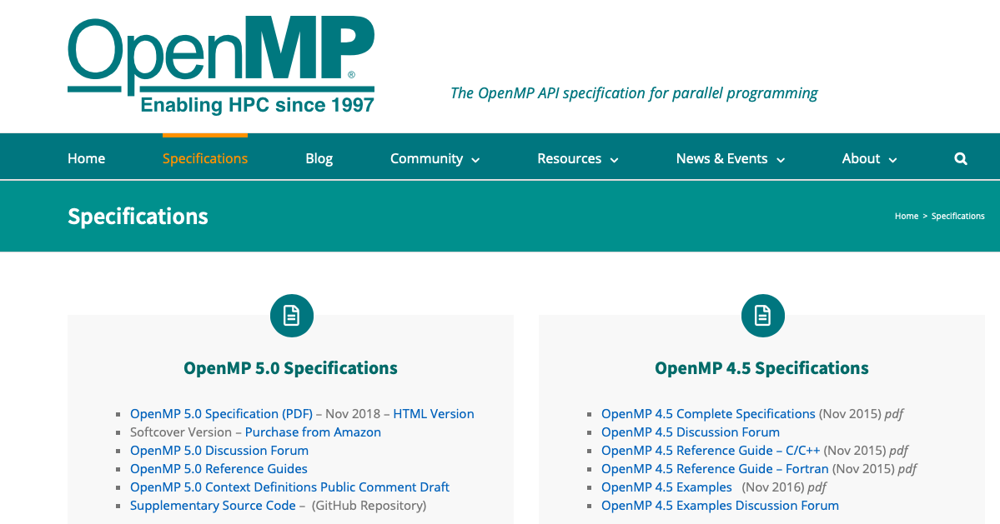 OpenMP®
Enabling HPC since 1997
The OpenMP API specification for parallel programming
Home Specifications Blog Community Resources News & Events About
Specifications
Home > Specifications
OpenMP 5.0 Specifications
OpenMP 5.0 Specification (PDF) – Nov 2018 – HTML Version
Softcover Version – Purchase from Amazon
OpenMP 5.0 Discussion Forum
OpenMP 5.0 Reference Guides
OpenMP 5.0 Context Definitions Public Comment Draft
Supplementary Source Code – (GitHub Repository)
OpenMP 4.5 Specifications
OpenMP 4.5 Complete Specifications (Nov 2015) pdf
OpenMP 4.5 Discussion Forum
OpenMP 4.5 Reference Guide – C/C++ (Nov 2015) pdf
OpenMP 4.5 Reference Guide – Fortran (Nov 2015) pdf
OpenMP 4.5 Examples (Nov 2016) pdf
OpenMP 4.5 Examples Discussion Forum